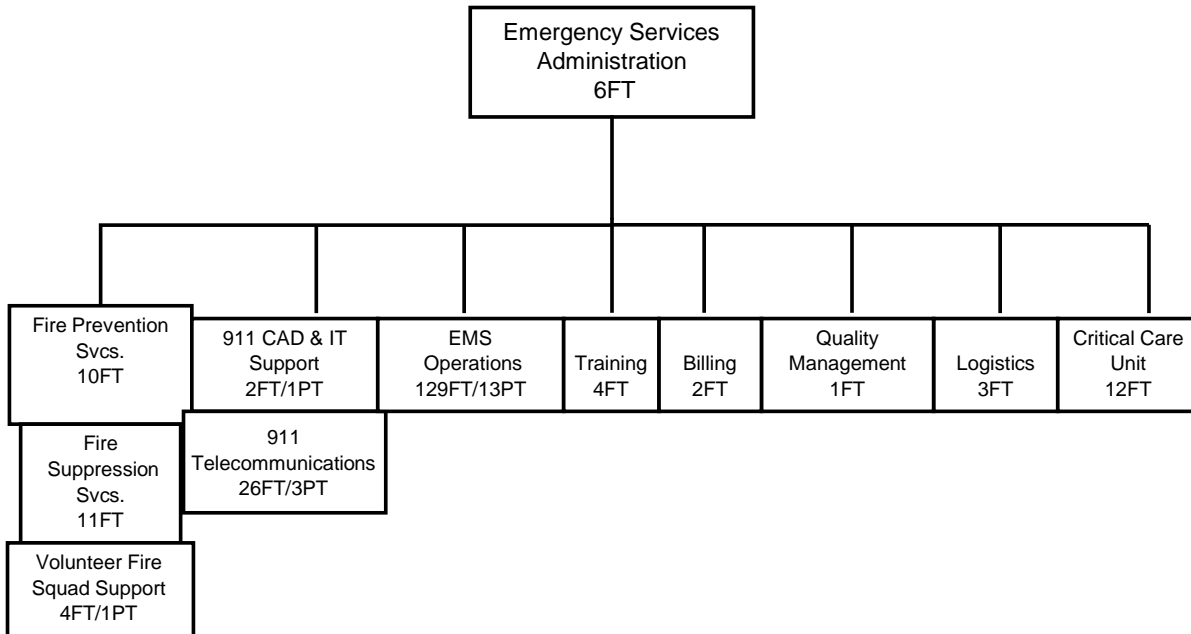 Emergency Services
Administration
6FT
Fire Prevention
Svcs.
10FT
911 CAD & IT
Support
2FT/1PT
EMS
Operations
129FT/13PT
Training
4FT
Billing
2FT
Quality
Management
1FT
Logistics
3FT
Critical Care
Unit
12FT
Fire
Suppression
Svcs.
11FT
911
Telecommunications
26FT/3PT
Volunteer Fire
Squad Support
4FT/1PT